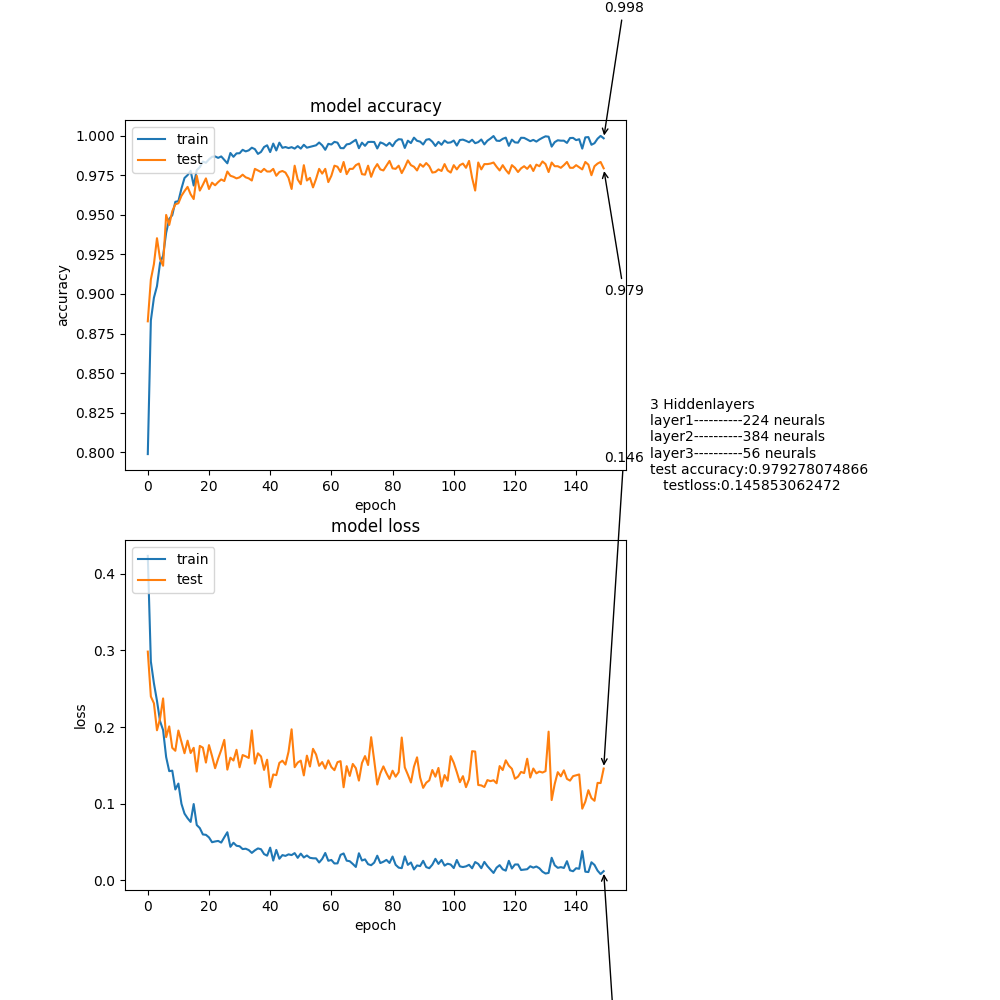 0.998
model accuracy
train
test
1.000
0.975
0.950
0.925
0.900
0.875
0.850
0.825
0.800
accuracy
0 20 40 60 80 100 120 140
epoch
0.979
0.146
3 Hiddenlayers
layer1----------224 neurals
layer2----------384 neurals
layer3----------56 neurals
test accuracy:0.979278074866
testloss:0.145853062472
model loss
train
test
0.4
0.3
0.2
0.1
0.0
loss
0 20 40 60 80 100 120 140
epoch